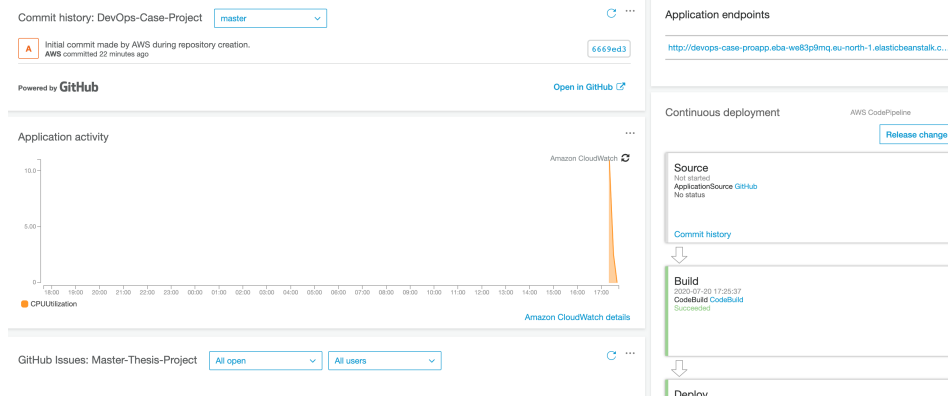 Commit history: DevOps-Case-Project master
A
Initial commit made by AWS during repository creation.
AWS committed 22 minutes ago
6669ed3
Powered by GitHub
Open in GitHub
Application activity
Amazon CloudWatch
10.0
5.00
0
18:00 19:00 20:00 21:00 22:00 23:00 00:00 01:00 02:00 03:00 04:00 05:00 06:00 07:00 08:00 09:00 10:00 11:00 12:00 13:00 14:00 15:00 16:00 17:00
CPUUtilization
Amazon CloudWatch details
GitHub Issues: Master-Thesis-Project All open All users
Application endpoints
http://devops-case-proapp.eba-we83p9mq.eu-north-1.elasticbeanstalk.c...
Continuous deployment AWS CodePipeline
Release change
Source
Not started
ApplicationSource GitHub
No status
Commit history
Build
2020-07-20 17:25:37
CodeBuild CodeBuild
Succeeded
Deploy